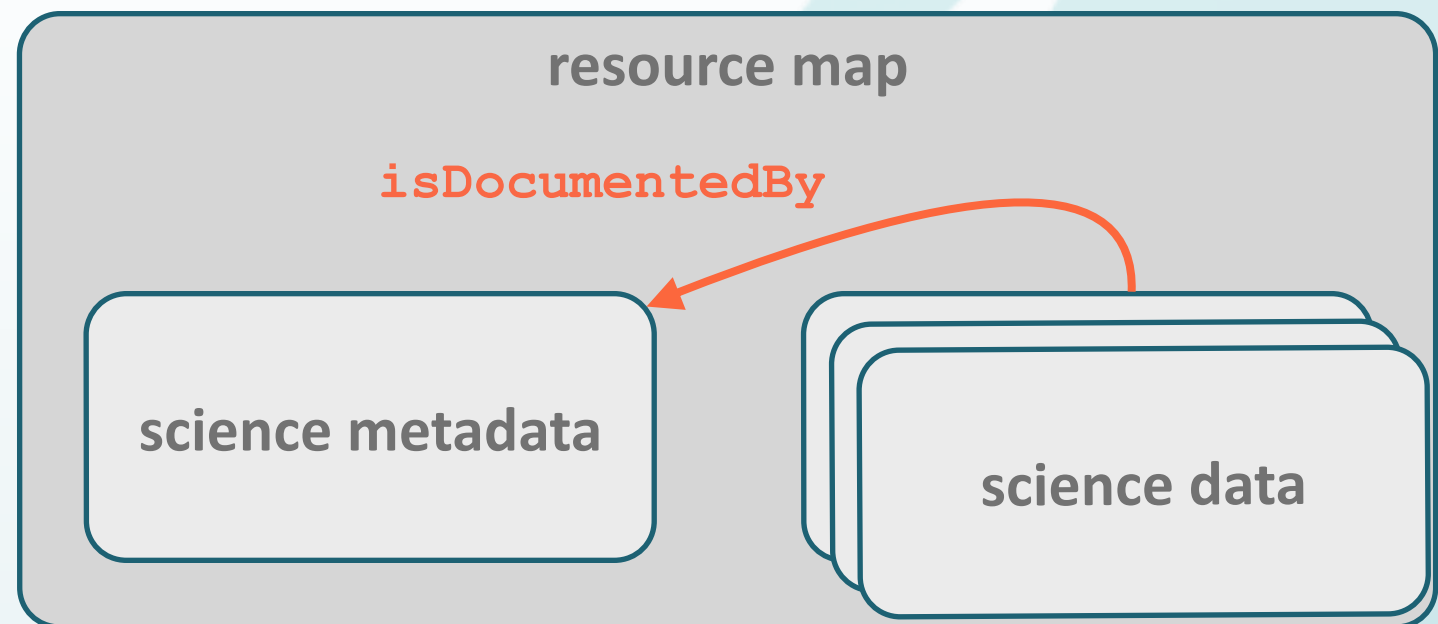 resource map
isDocumentedBy
science metadata
science data